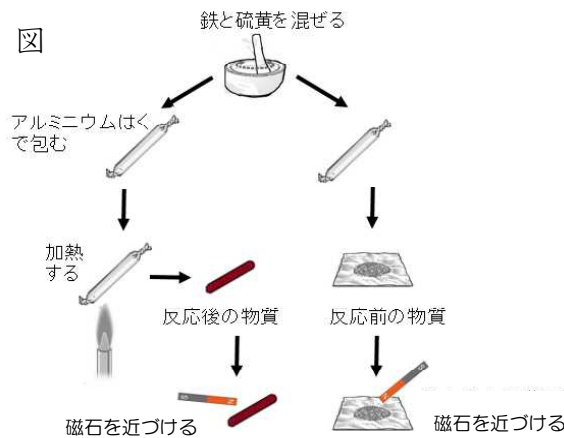 図
鉄と硫黄を混ぜる
アルミニウムはく
で包む
加熱
する
反応後の物質
反応前の物質
S
N
N
磁石を近づける
磁石を近づける